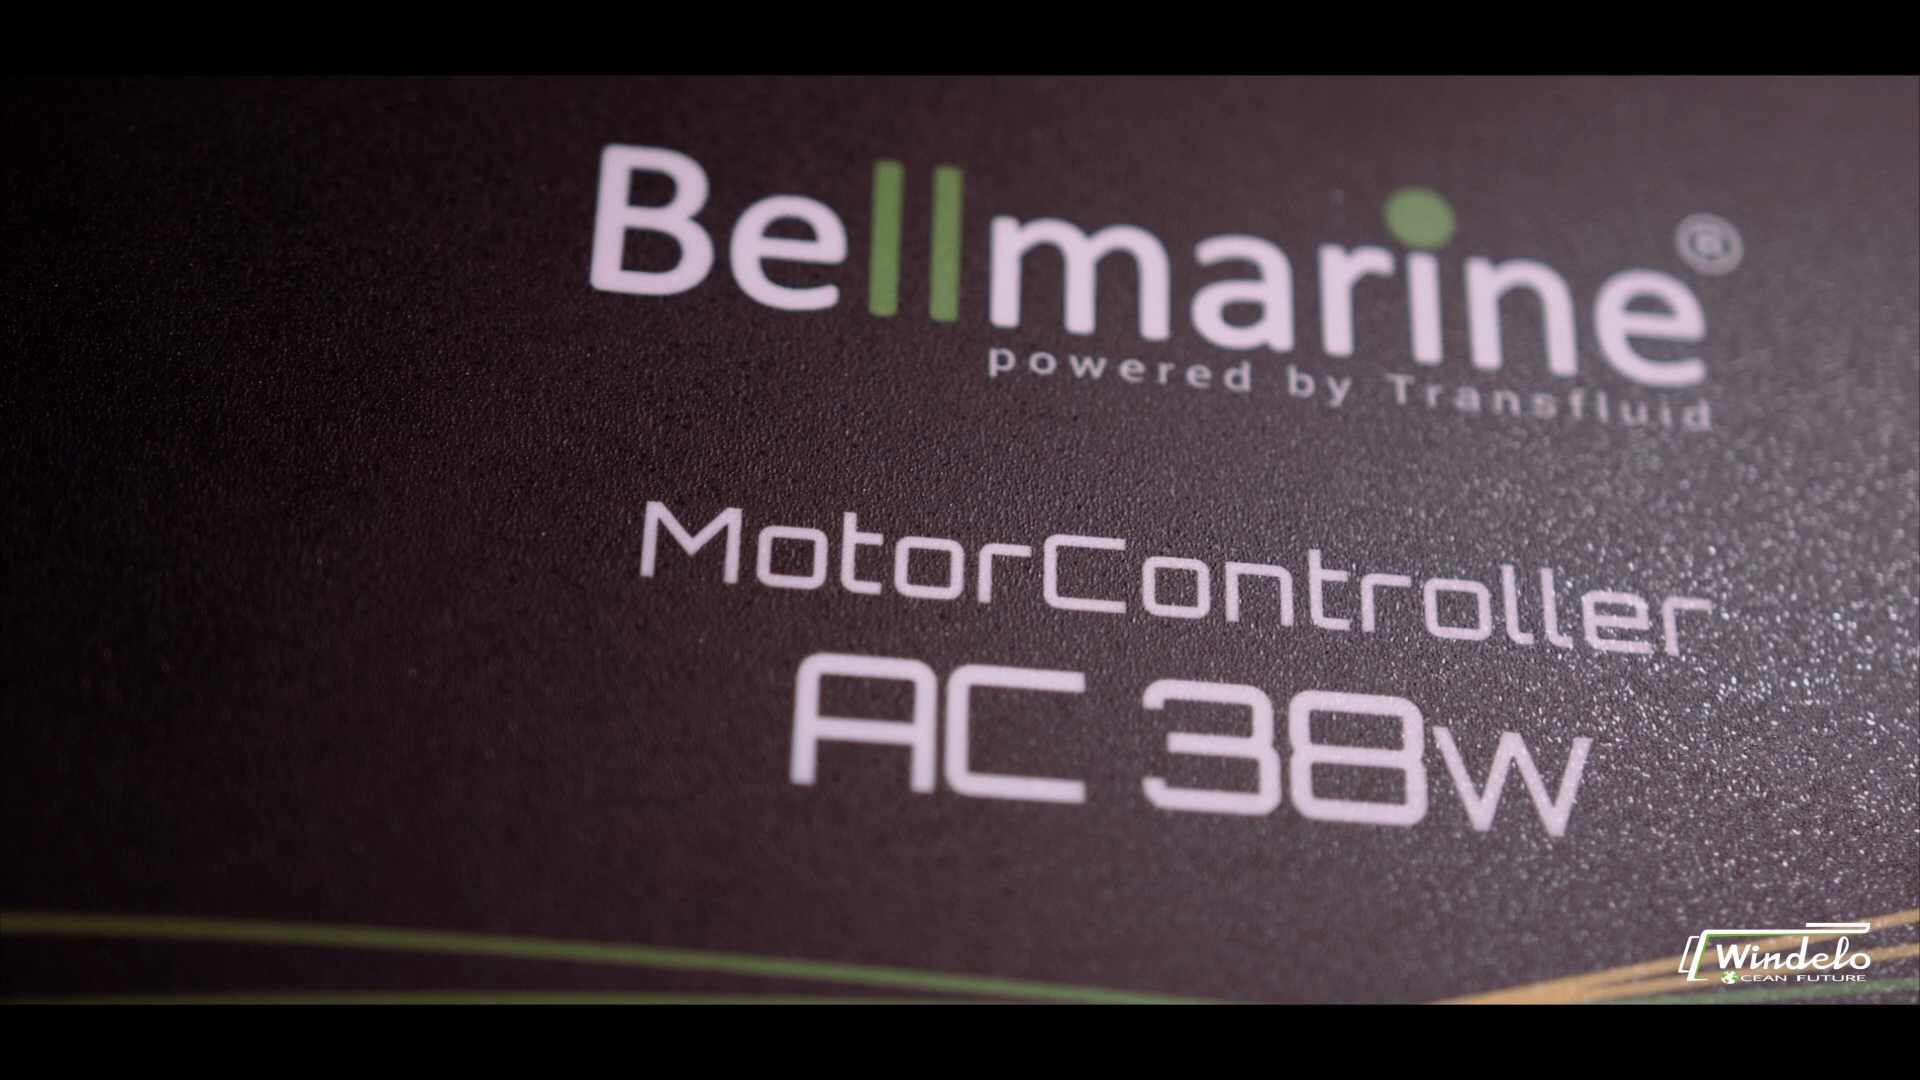 Bellmarine®
powered by Transfluid
MotorController
AC 38W
Windelo
OCEAN FUTURE